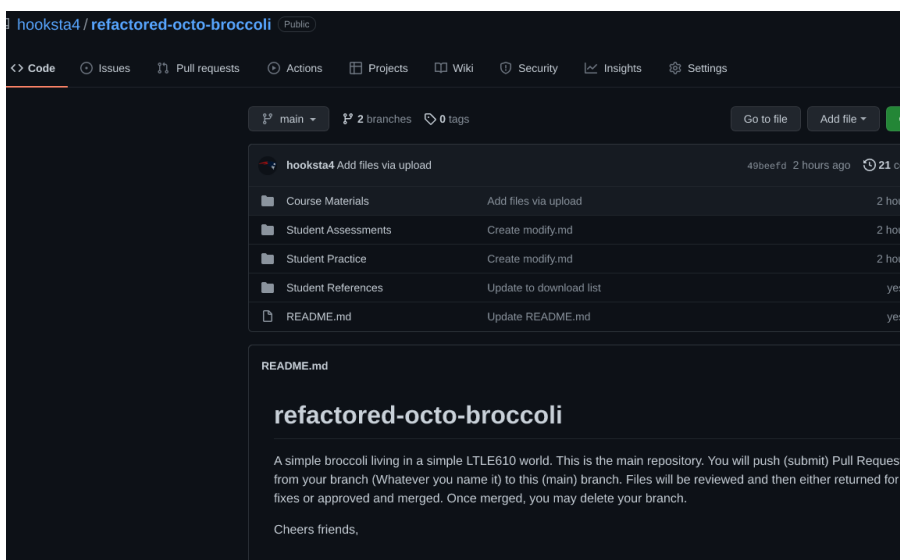 hooksta4 / refactored-octo-broccoli Public
<> Code Issues Pull requests Actions Projects Wiki Security Insights Settings
main 2 branches 0 tags Go to file Add file
hooksta4 Add files via upload 49beefd 2 hours ago 21
Course Materials Add files via upload 2
Student Assessments Create modify.md 2
Student Practice Create modify.md 2
Student References Update to download list
README.md Update README.md
README.md
refactored-octo-broccoli
A simple broccoli living in a simple LTLE610 world. This is the main repository. You will push (submit) Pull Reques
from your branch (Whatever you name it) to this (main) branch. Files will be reviewed and then either returned for
fixes or approved and merged. Once merged, you may delete your branch.
Cheers friends,